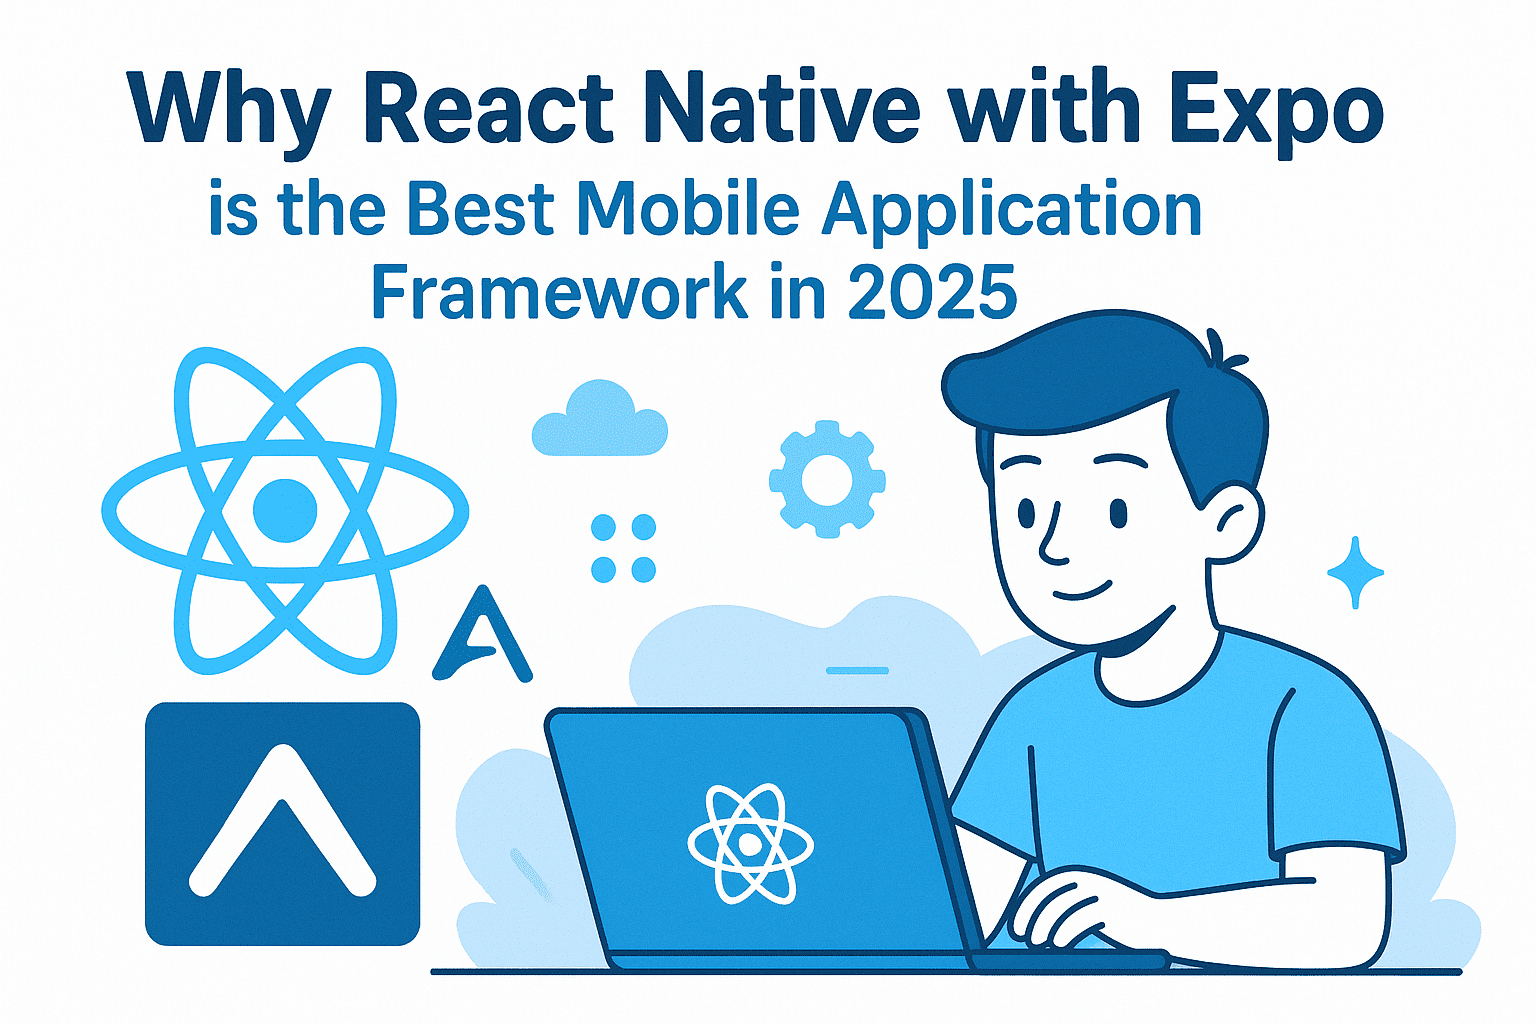 Why React Native with Expo
is the Best Mobile Application
Framework in 2025